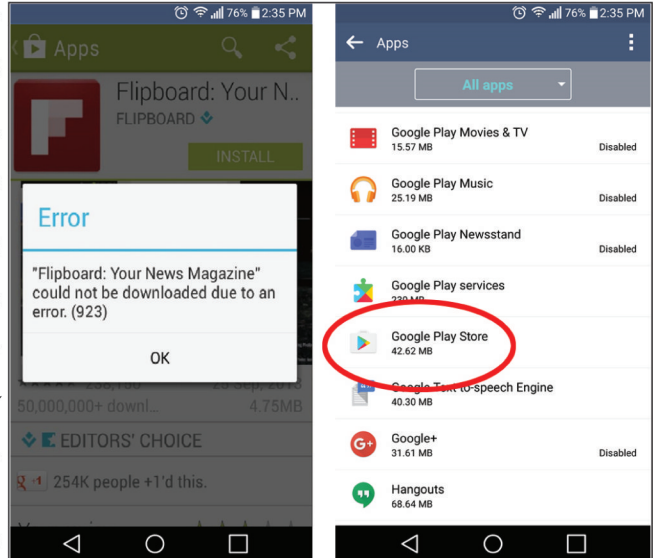 76% 2:35 PM
Apps
Flipboard: Your N..
FLIPBOARD
INSTALL
Error
"Flipboard: Your News Magazine"
could not be downloaded due to an
error. (923)
OK
50,000,000+ downl... 4.75MB
EDITORS' CHOICE
254K people +1'd this.
76% 2:35 PM
Apps
All apps
Google Play Movies & TV
15.57 MB Disabled
Google Play Music
25.19 MB Disabled
Google Play Newsstand
16.00 KB Disabled
Google Play services
239 MB
Google Play Store
42.62 MB
Google Text-to-speech Engine
40.30 MB
Google+
31.61 MB Disabled
Hangouts
68.64 MB